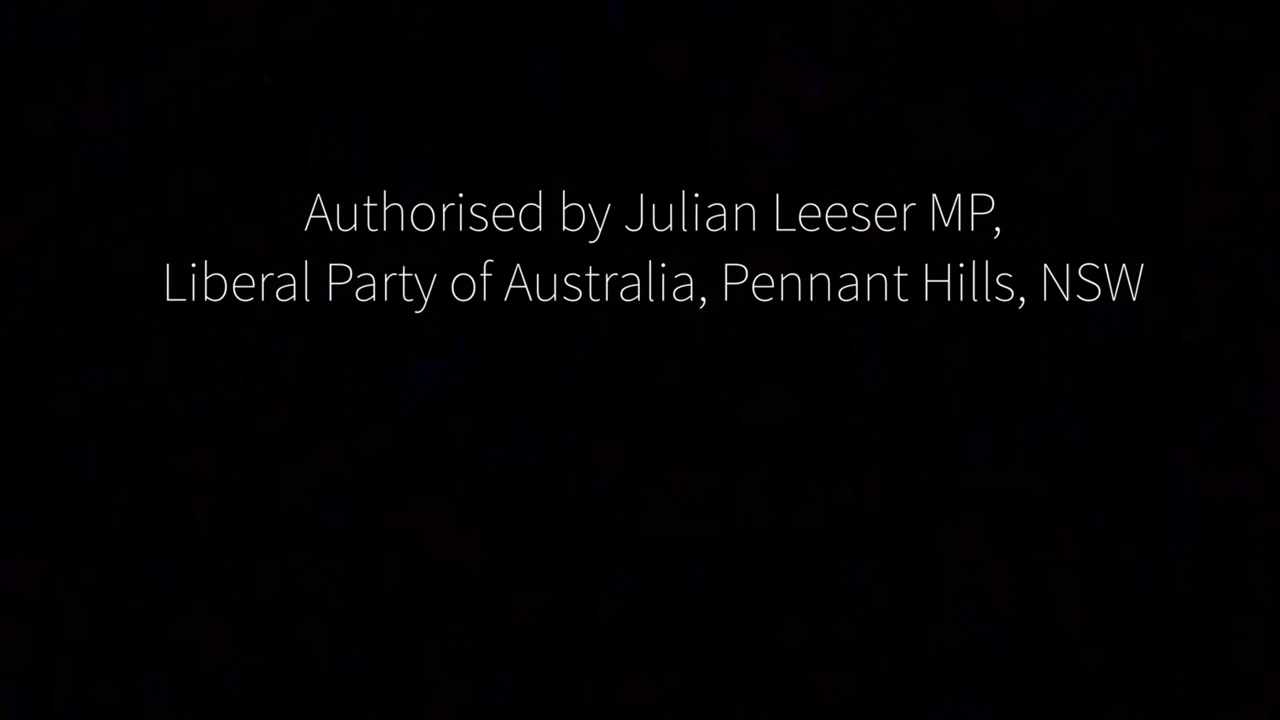 Authorised by Julian Leeser MP,
Liberal Party of Australia, Pennant Hills, NSW